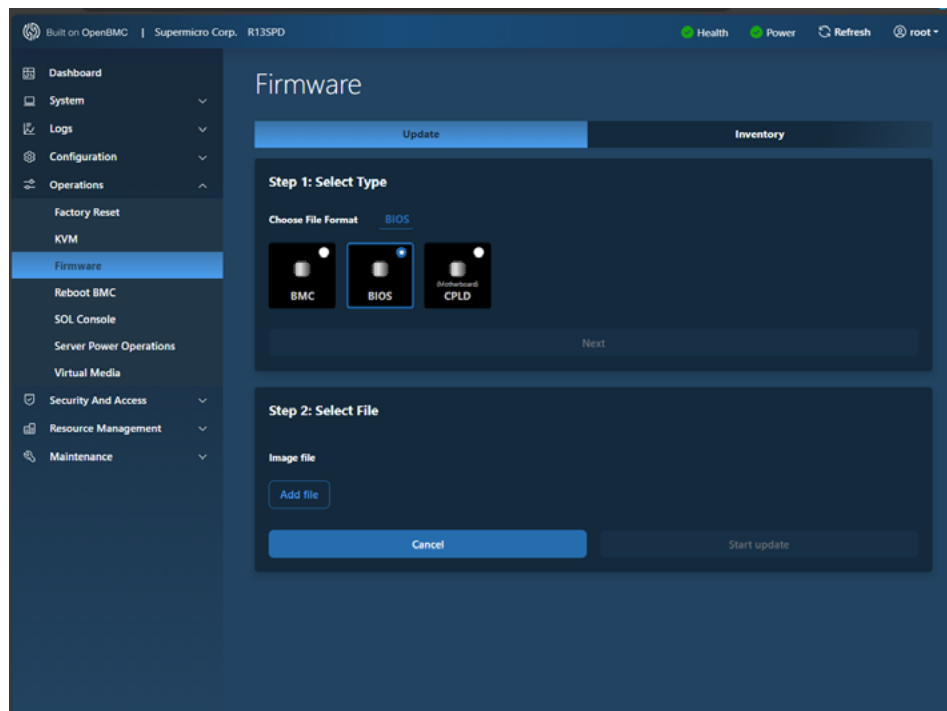 Built on OpenBMC | Supermicro Corp. R13SPD
Health
Power
Refresh
root
Dashboard
System
Logs
Configuration
Operations
Factory Reset
KVM
Firmware
Reboot BMC
SOL Console
Server Power Operations
Virtual Media
Security And Access
Resource Management
Maintenance
Firmware
Update
Inventory
Step 1: Select Type
Choose File Format BIOS
BMC
BIOS
(Motherboard)
CPLD
Next
Step 2: Select File
Image file
Add file
Cancel
Start update